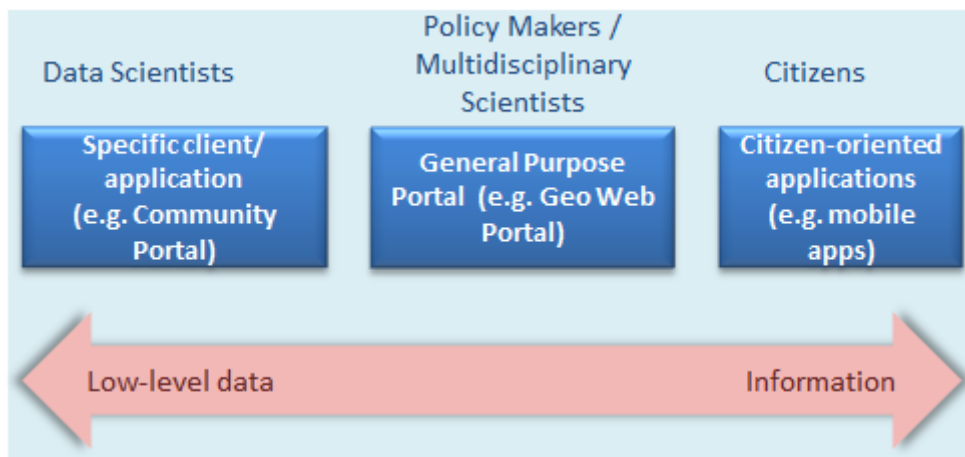 Data Scientists
Policy Makers /
Multidisciplinary
Scientists
Citizens
Specific client/
application
(e.g. Community
Portal)
General Purpose
Portal (e.g. Geo Web
Portal)
Citizen-oriented
applications
(e.g. mobile
apps)
Low-level data
Information